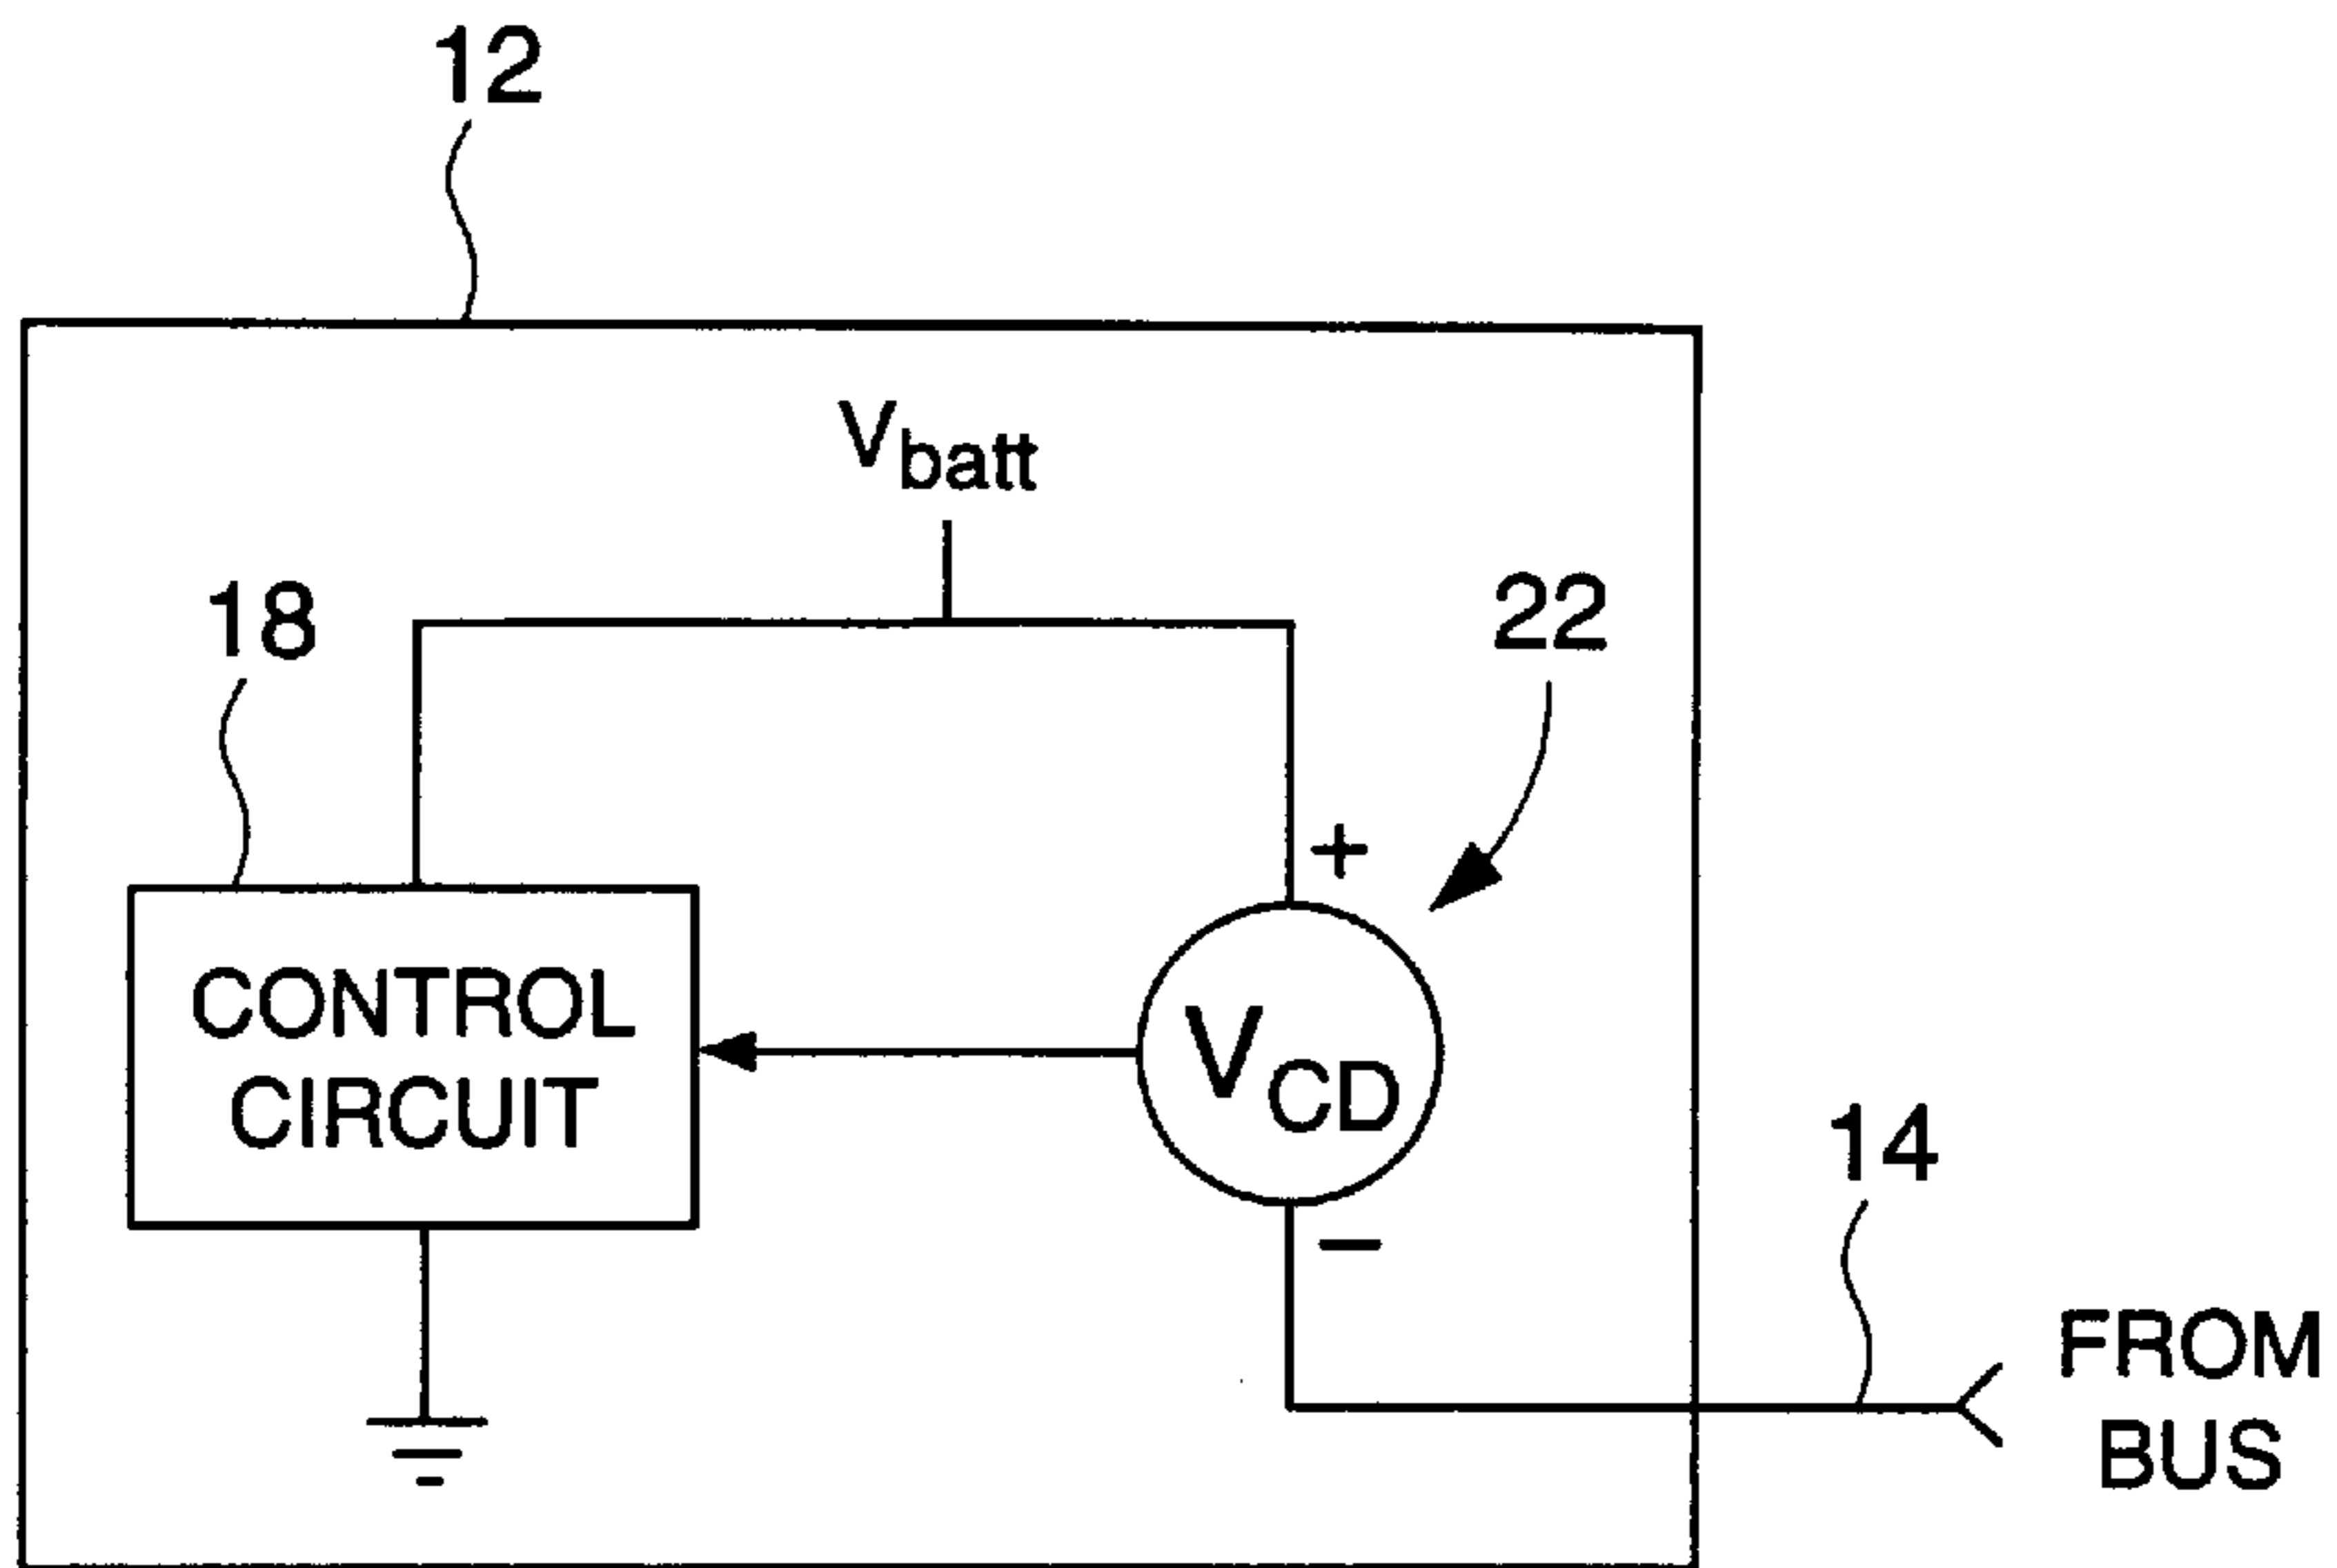 12
Vbatt
18
22
+
CONTROL
CIRCUIT
VCD
−
14
FROM
BUS